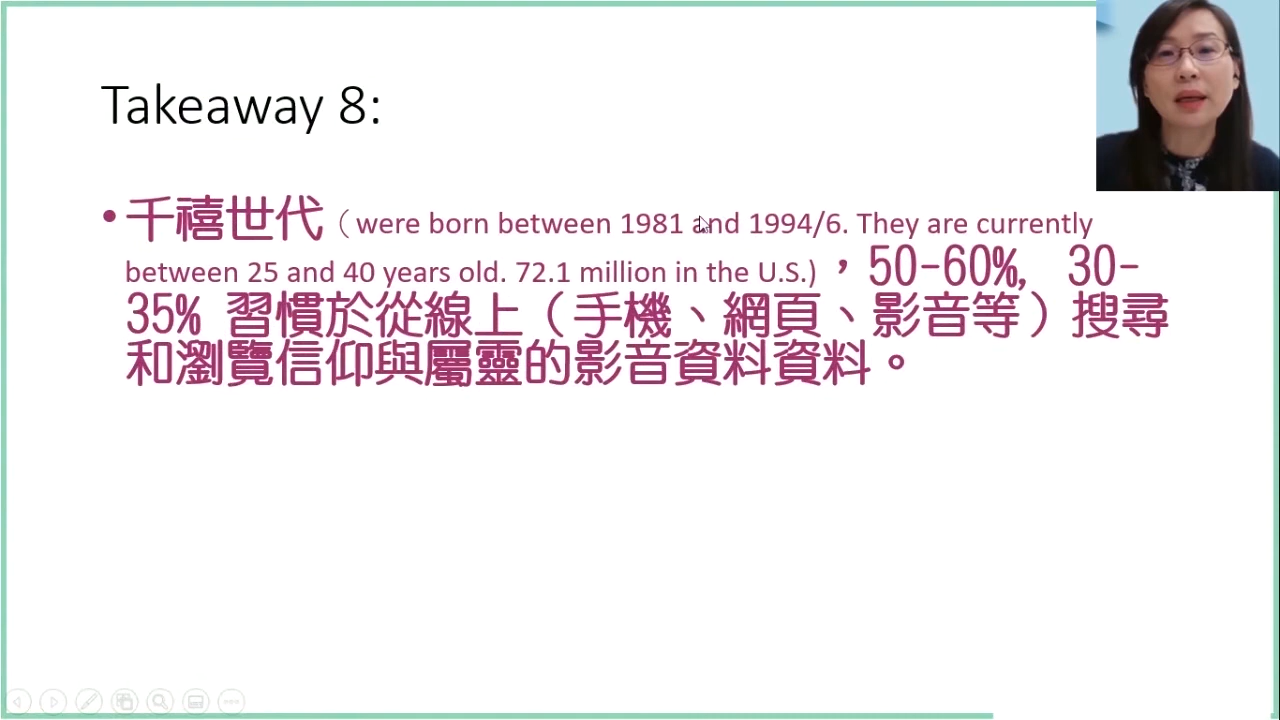 Takeaway 8:
•千禧世代（were born between 1981 and 1994/6. They are currently
between 25 and 40 years old. 72.1 million in the U.S.) ，50-60%, 30-
35% 習慣於從線上（手機、網頁、影音等）搜尋
和瀏覽信仰與屬靈的影音資料資料。